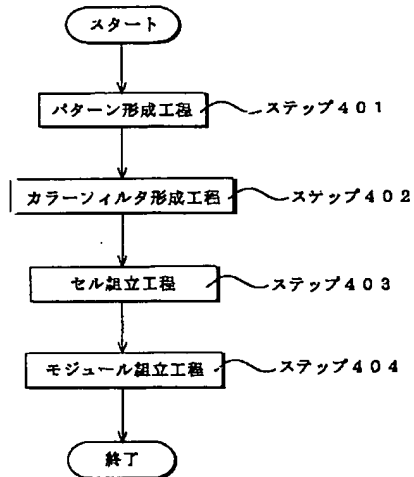 スタート
パターン形成工程
ステップ401
カラーフィルタ形成工程
ステップ402
セル組立工程
ステップ403
モジュール組立工程
ステップ404
終了